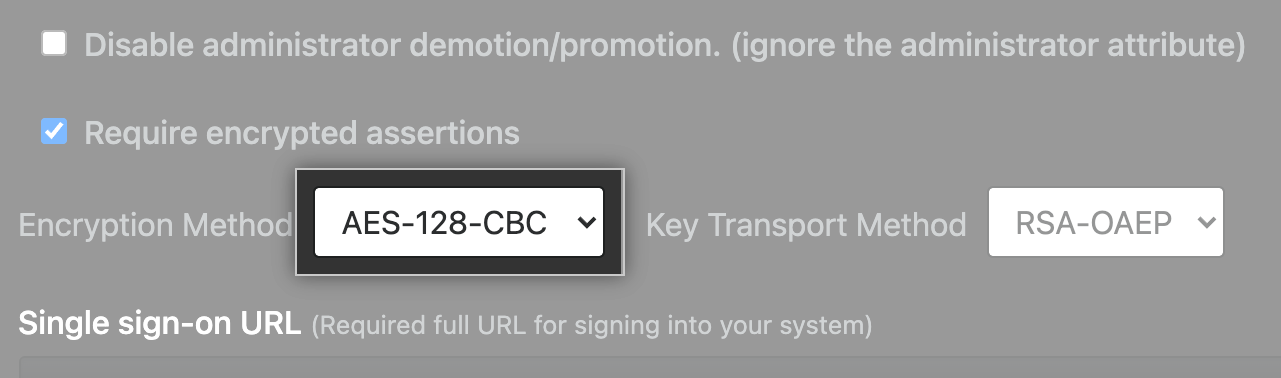 Disable administrator demotion/promotion. (ignore the administrator attribute)
Require encrypted assertions
Encryption Method AES-128-CBC Key Transport Method RSA-OAEP
Single sign-on URL (Required full URL for signing into your system)